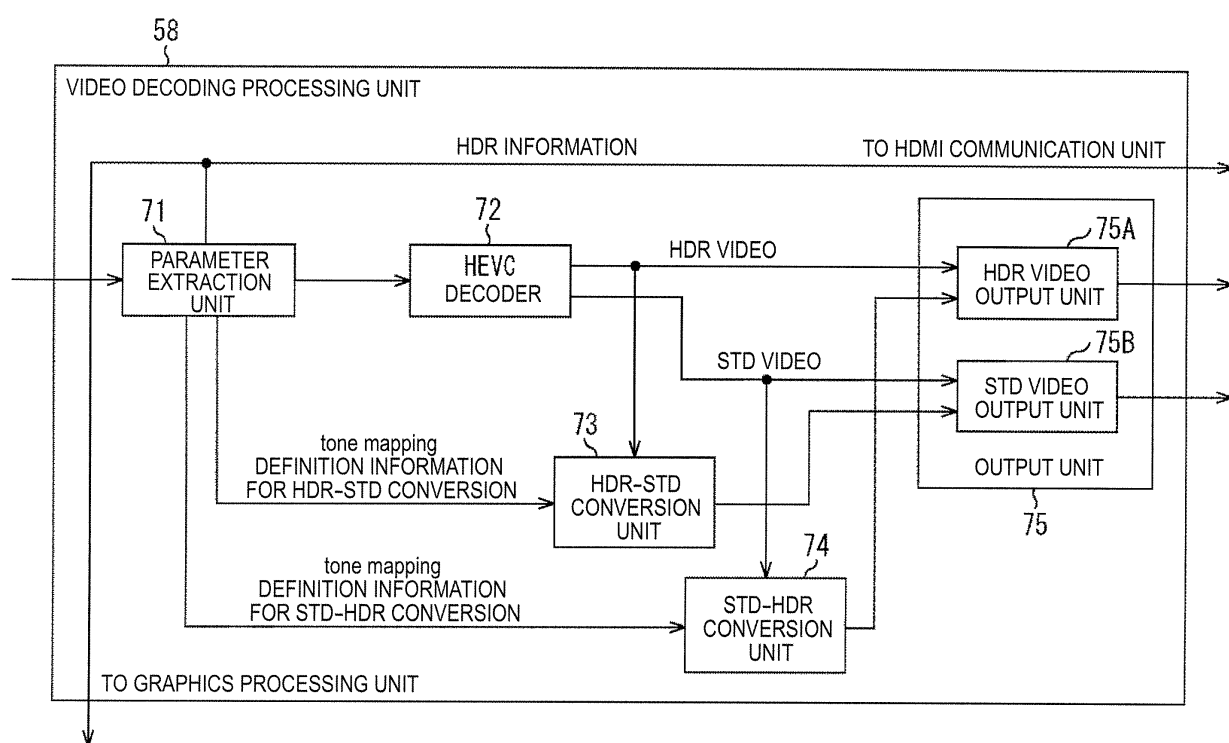 58
VIDEO DECODING PROCESSING UNIT
HDR INFORMATION
TO HDMI COMMUNICATION UNIT
71
PARAMETER
EXTRACTION
UNIT
72
HEVC
DECODER
HDR VIDEO
75A
HDR VIDEO
OUTPUT UNIT
STD VIDEO
75B
STD VIDEO
OUTPUT UNIT
OUTPUT UNIT
75
tone mapping
DEFINITION INFORMATION
FOR HDR-STD CONVERSION
73
HDR-STD
CONVERSION
UNIT
tone mapping
DEFINITION INFORMATION
FOR STD-HDR CONVERSION
74
STD-HDR
CONVERSION
UNIT
TO GRAPHICS PROCESSING UNIT